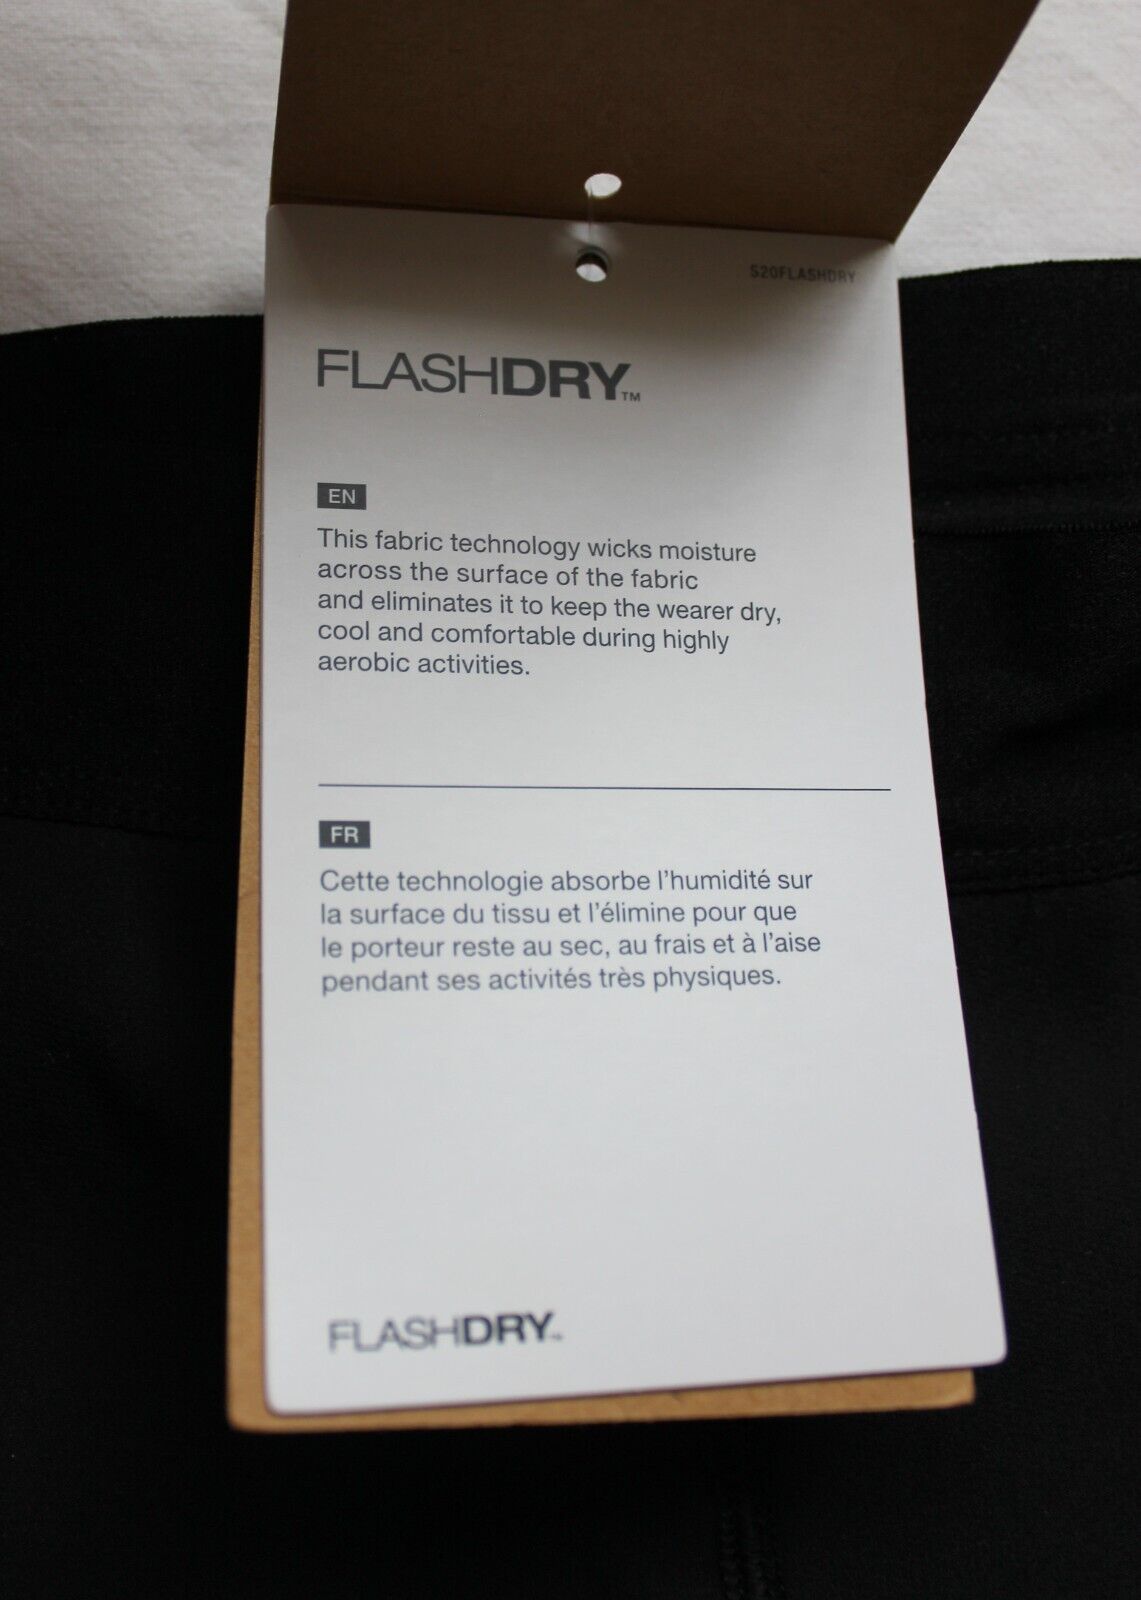 S20FLASHDRY
FLASHDRY™
EN
This fabric technology wicks moisture
across the surface of the fabric
and eliminates it to keep the wearer dry,
cool and comfortable during highly
aerobic activities.
FR
Cette technologie absorbe l'humidité sur
la surface du tissu et l'élimine pour que
le porteur reste au sec, au frais et à l'aise
pendant ses activités très physiques.
FLASHDRY™